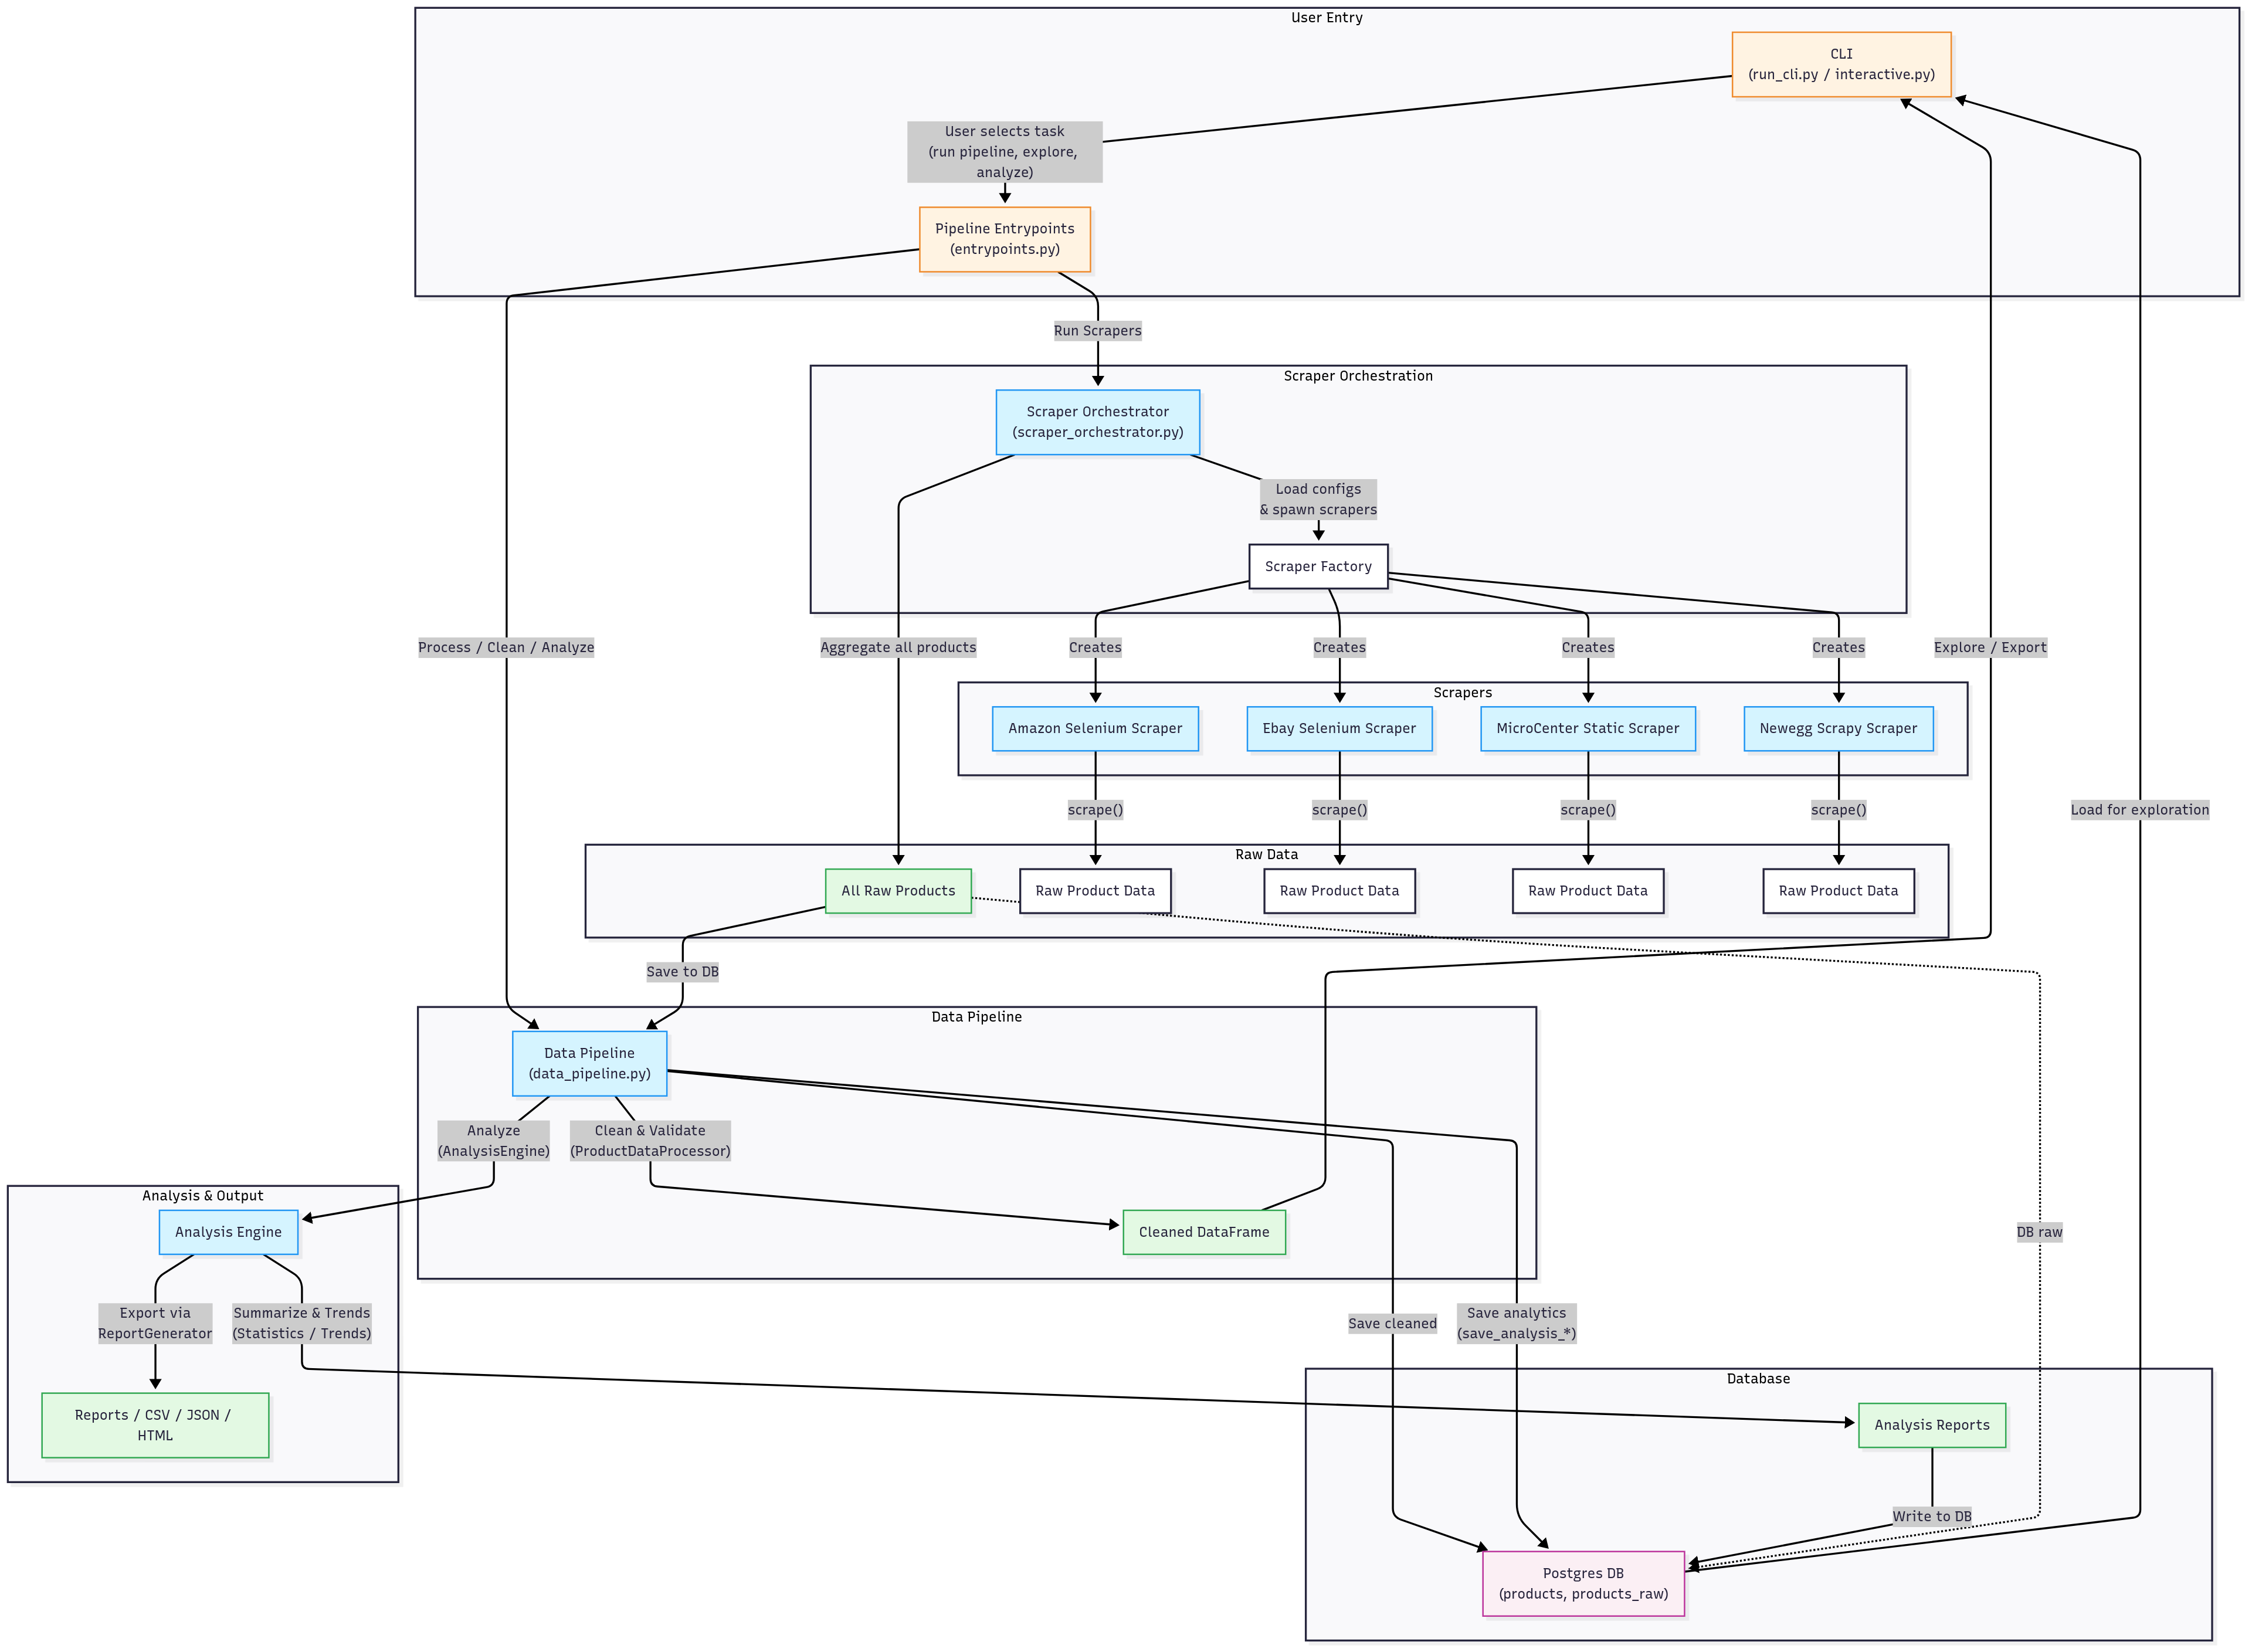 User Entry
CLI
(run_cli.py / interactive.py)
User selects task
(run pipeline, explore,
analyze)
Pipeline Entrypoints
(entrypoints.py)
Run Scrapers
Scraper Orchestration
Scraper Orchestrator
(scraper_orchestrator.py)
Load configs
& spawn scrapers
Scraper Factory
Process / Clean / Analyze
Aggregate all products
Creates
Creates
Creates
Creates
Explore / Export
Scrapers
Amazon Selenium Scraper
Ebay Selenium Scraper
MicroCenter Static Scraper
Newegg Scrapy Scraper
scrape()
scrape()
scrape()
scrape()
Load for exploration
Raw Data
All Raw Products
Raw Product Data
Raw Product Data
Raw Product Data
Raw Product Data
Save to DB
Data Pipeline
Data Pipeline
(data_pipeline.py)
Analyze
(AnalysisEngine)
Clean & Validate
(ProductDataProcessor)
Analysis & Output
Analysis Engine
Cleaned DataFrame
DB raw
Export via
ReportGenerator
Summarize & Trends
(Statistics / Trends)
Save cleaned
Save analytics
(save_analysis_*)
Database
Reports / CSV / JSON /
HTML
Analysis Reports
Write to DB
Postgres DB
(products, products_raw)